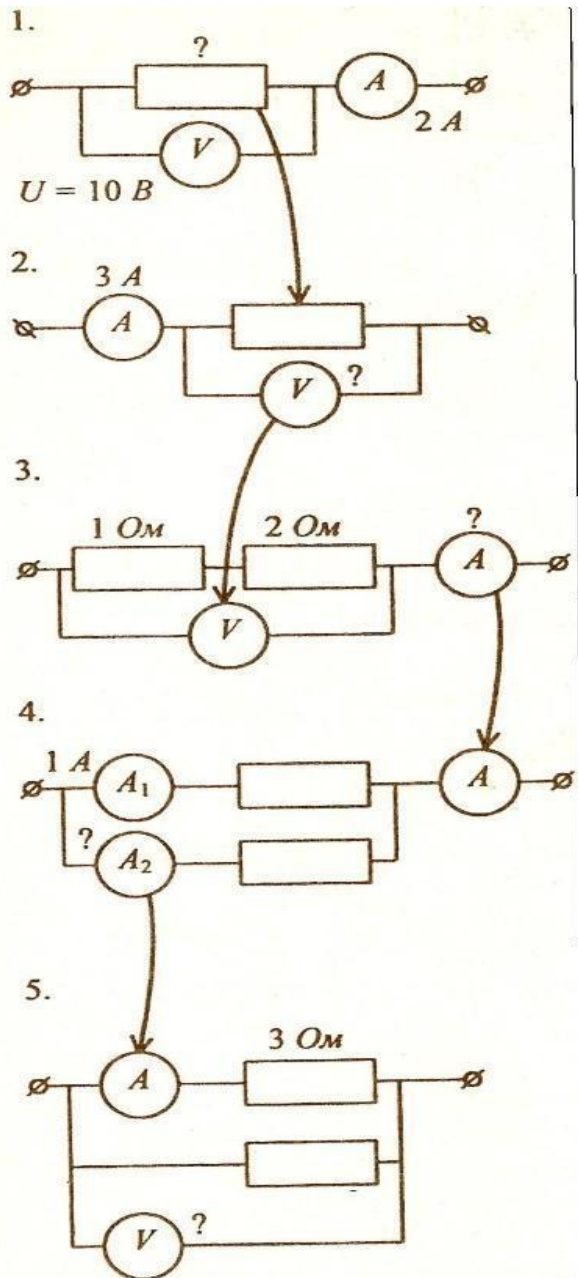 1.
?
A
2 A
V
U = 10 В
2.
3 А
A
V ?
3.
1 Ом 2 Ом ?
A
V
4.
1 А A₁ A
? A₂
5.
3 Ом
A
V ?